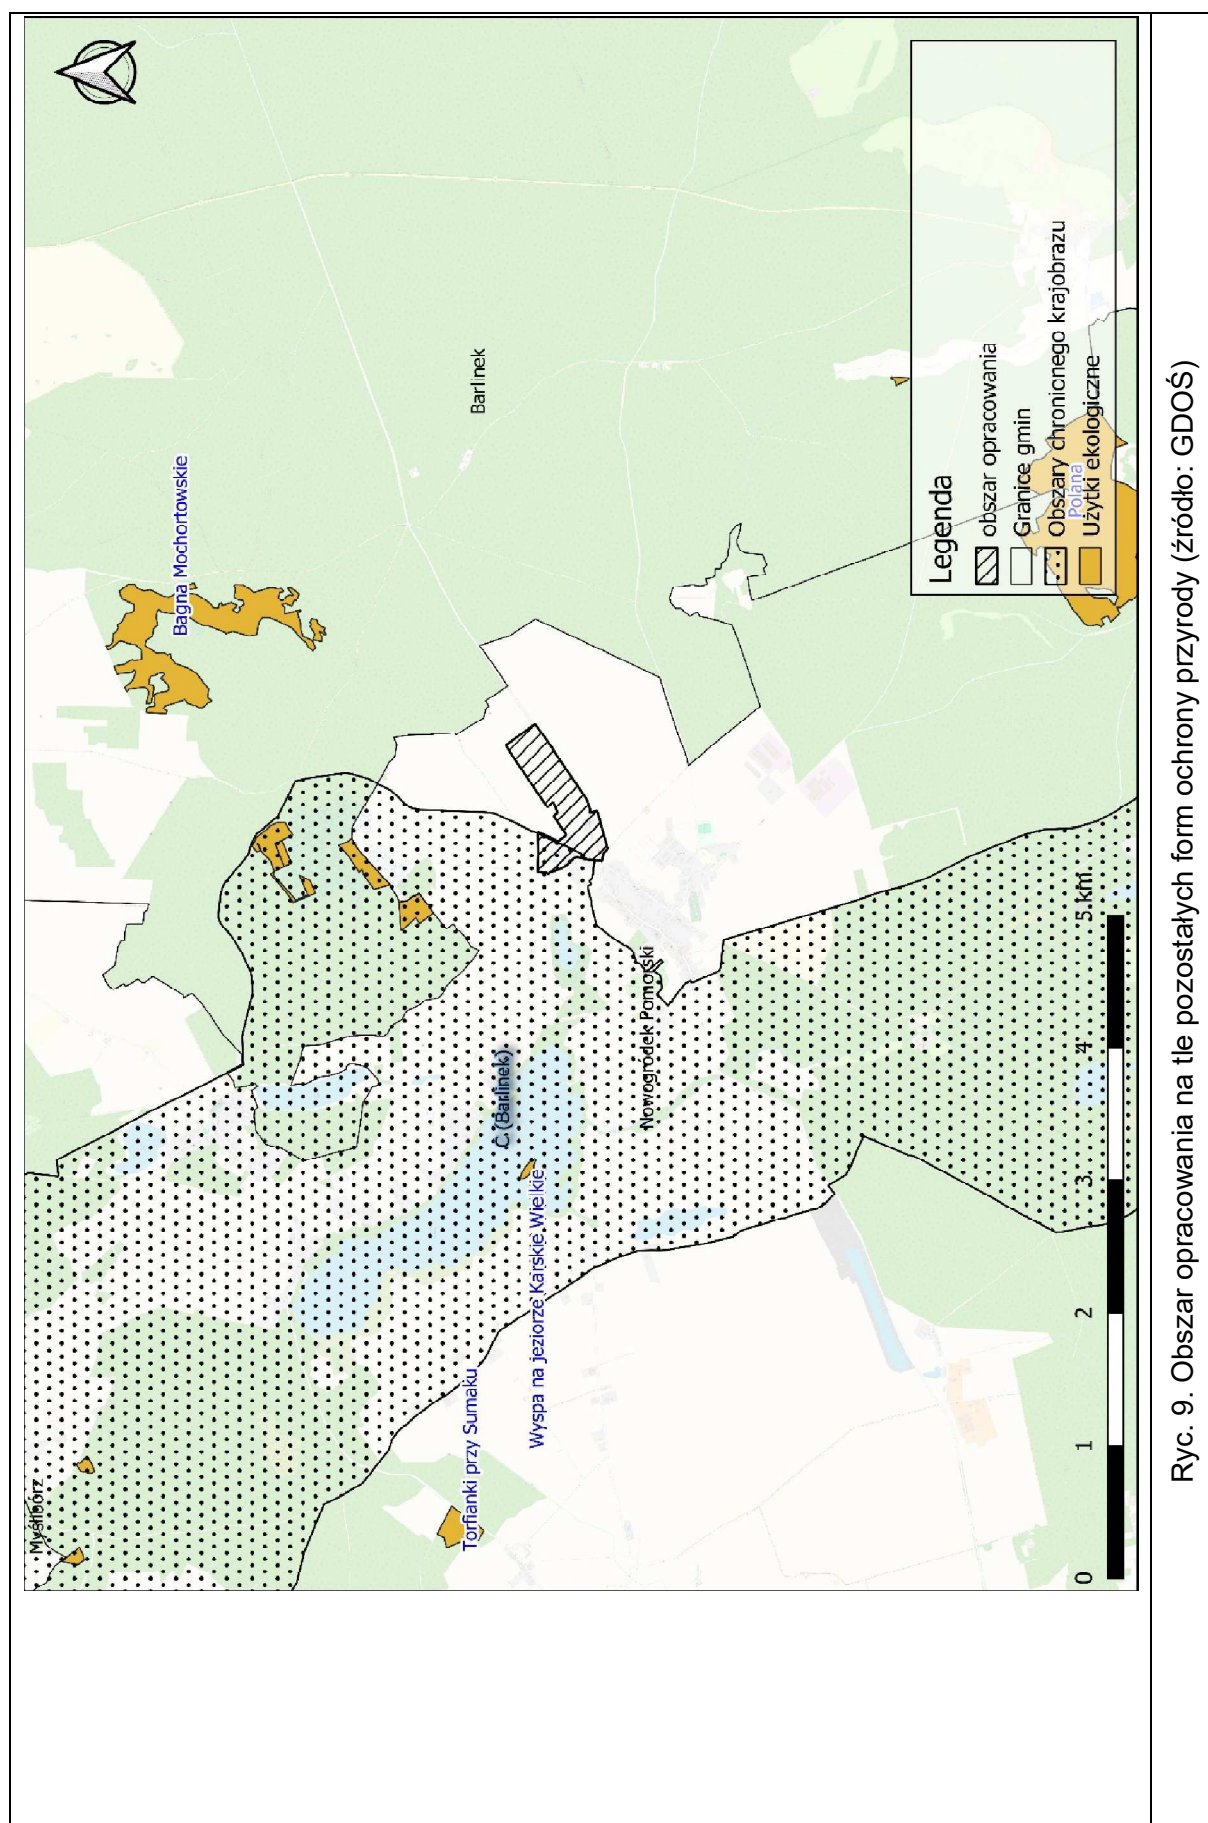 Myślibórz
Bagna Mochortowskie
Barlinek
C.(Barlinek)
Torfianki przy Sumaku
Wyspa na jeziorze Karskie Wielkie
Nowogródek Pomorski
Polana
Legenda
obszar opracowania
Granice gmin
Obszary chronionego krajobrazu
Użytki ekologiczne
0 1 2 3 4 5 km
Ryc. 9. Obszar opracowania na tle pozostałych form ochrony przyrody (źródło: GDOŚ)